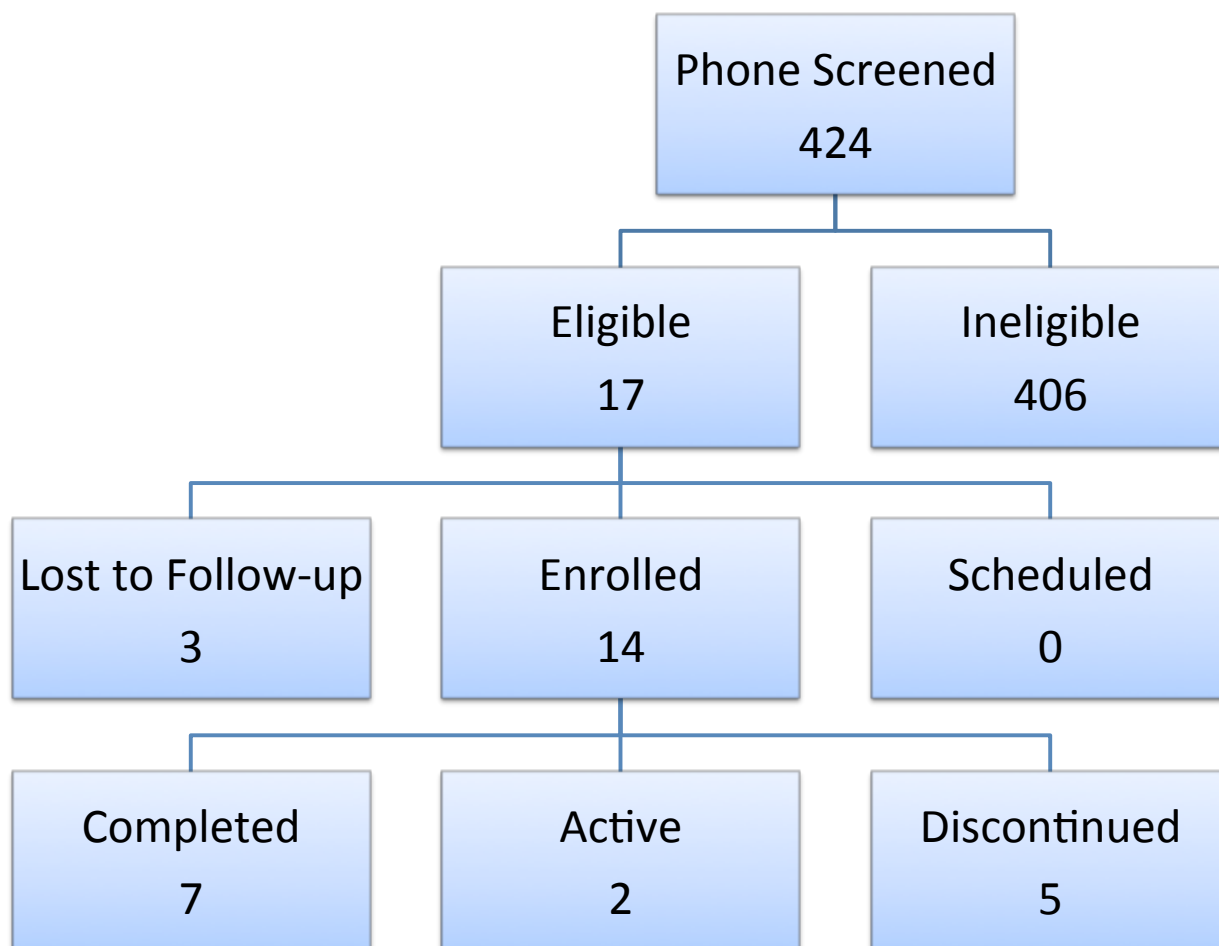 Phone Screened
424
Eligible
17
Ineligible
406
Lost to Follow-up
3
Enrolled
14
Scheduled
0
Completed
7
Active
2
Discontinued
5